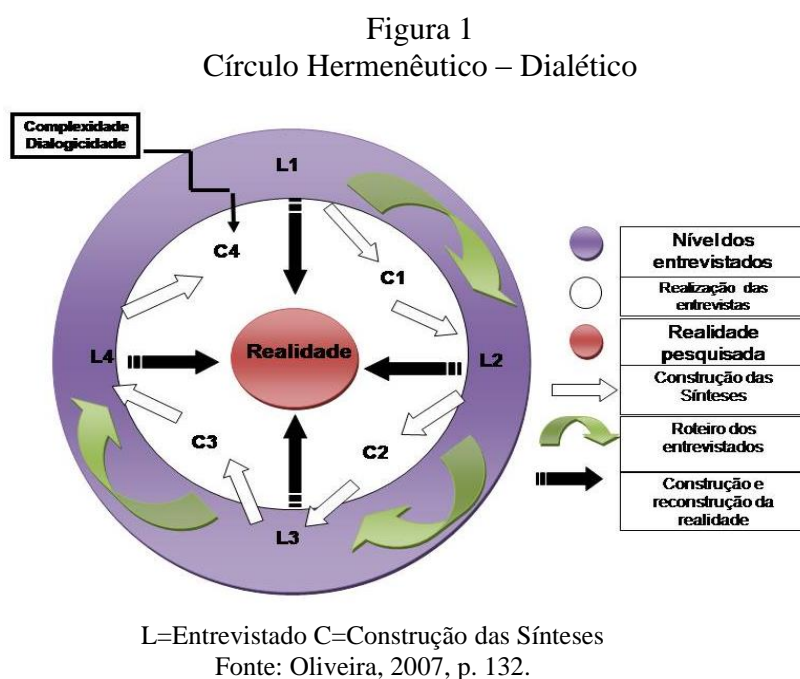 Figura 1
Círculo Hermenêutico – Dialético
Complexidade
Dialogicidade
L1
C4
C1
Realidade
L4
L2
C3
C2
L3
Nível dos
entrevistados
Realização das
entrevistas
Realidade
pesquisada
Construção das
Sínteses
Roteiro dos
entrevistados
Construção e
reconstrução da
realidade
L=Entrevistado C=Construção das Sínteses
Fonte: Oliveira, 2007, p. 132.